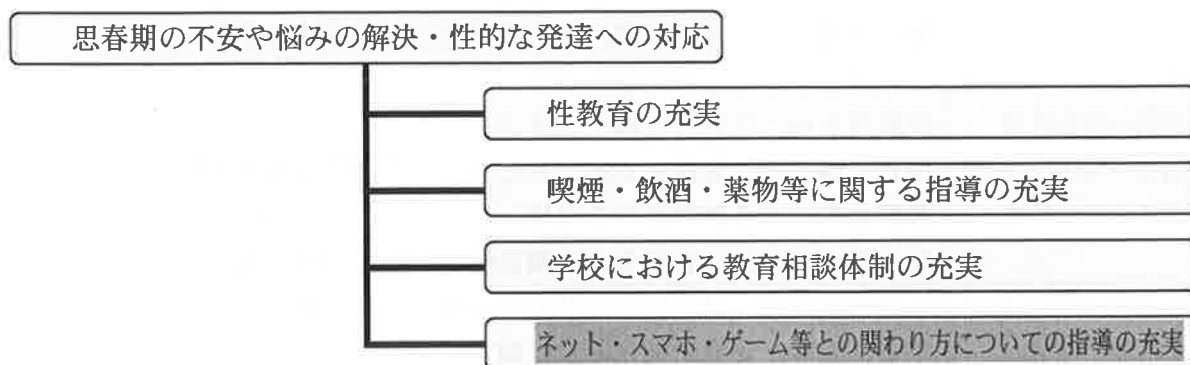 思春期の不安や悩みの解決・性的な発達への対応
性教育の充実
喫煙・飲酒・薬物等に関する指導の充実
学校における教育相談体制の充実
ネット・スマホ・ゲーム等との関わり方についての指導の充実